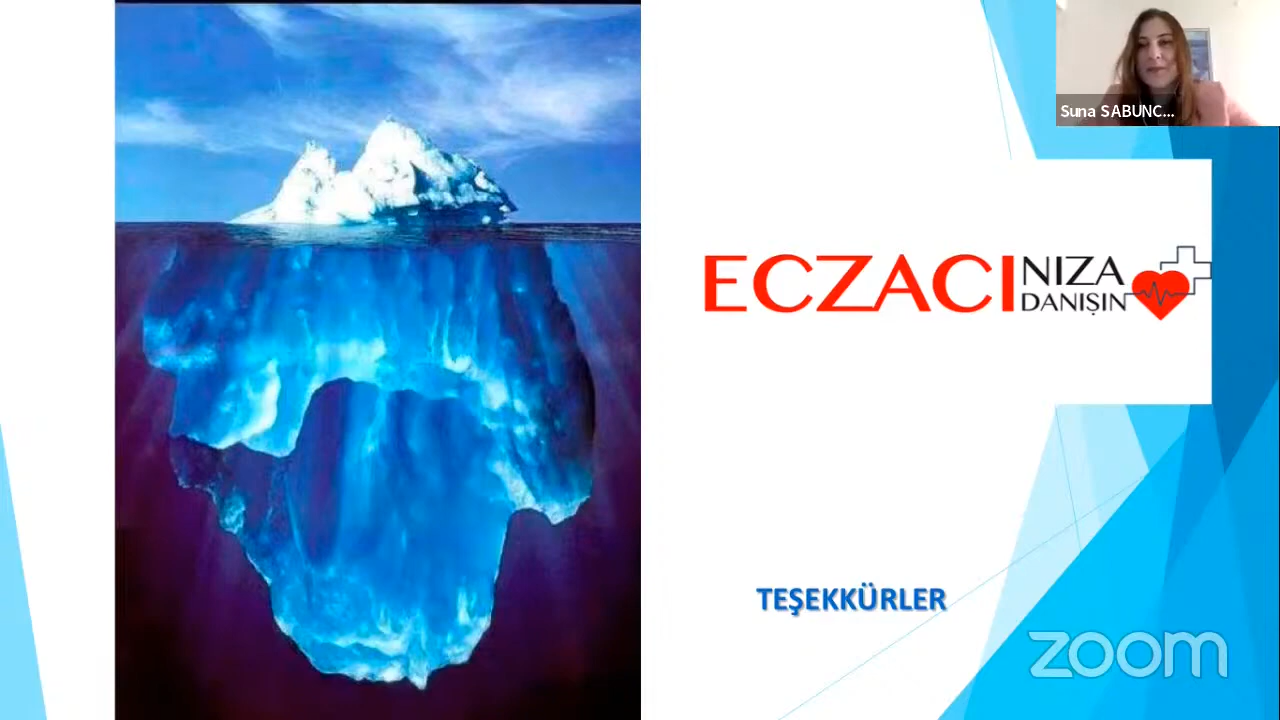 Suna SABUNC...
ECZACINIZA
DANIŞIN
TEŞEKKÜRLER
zoom